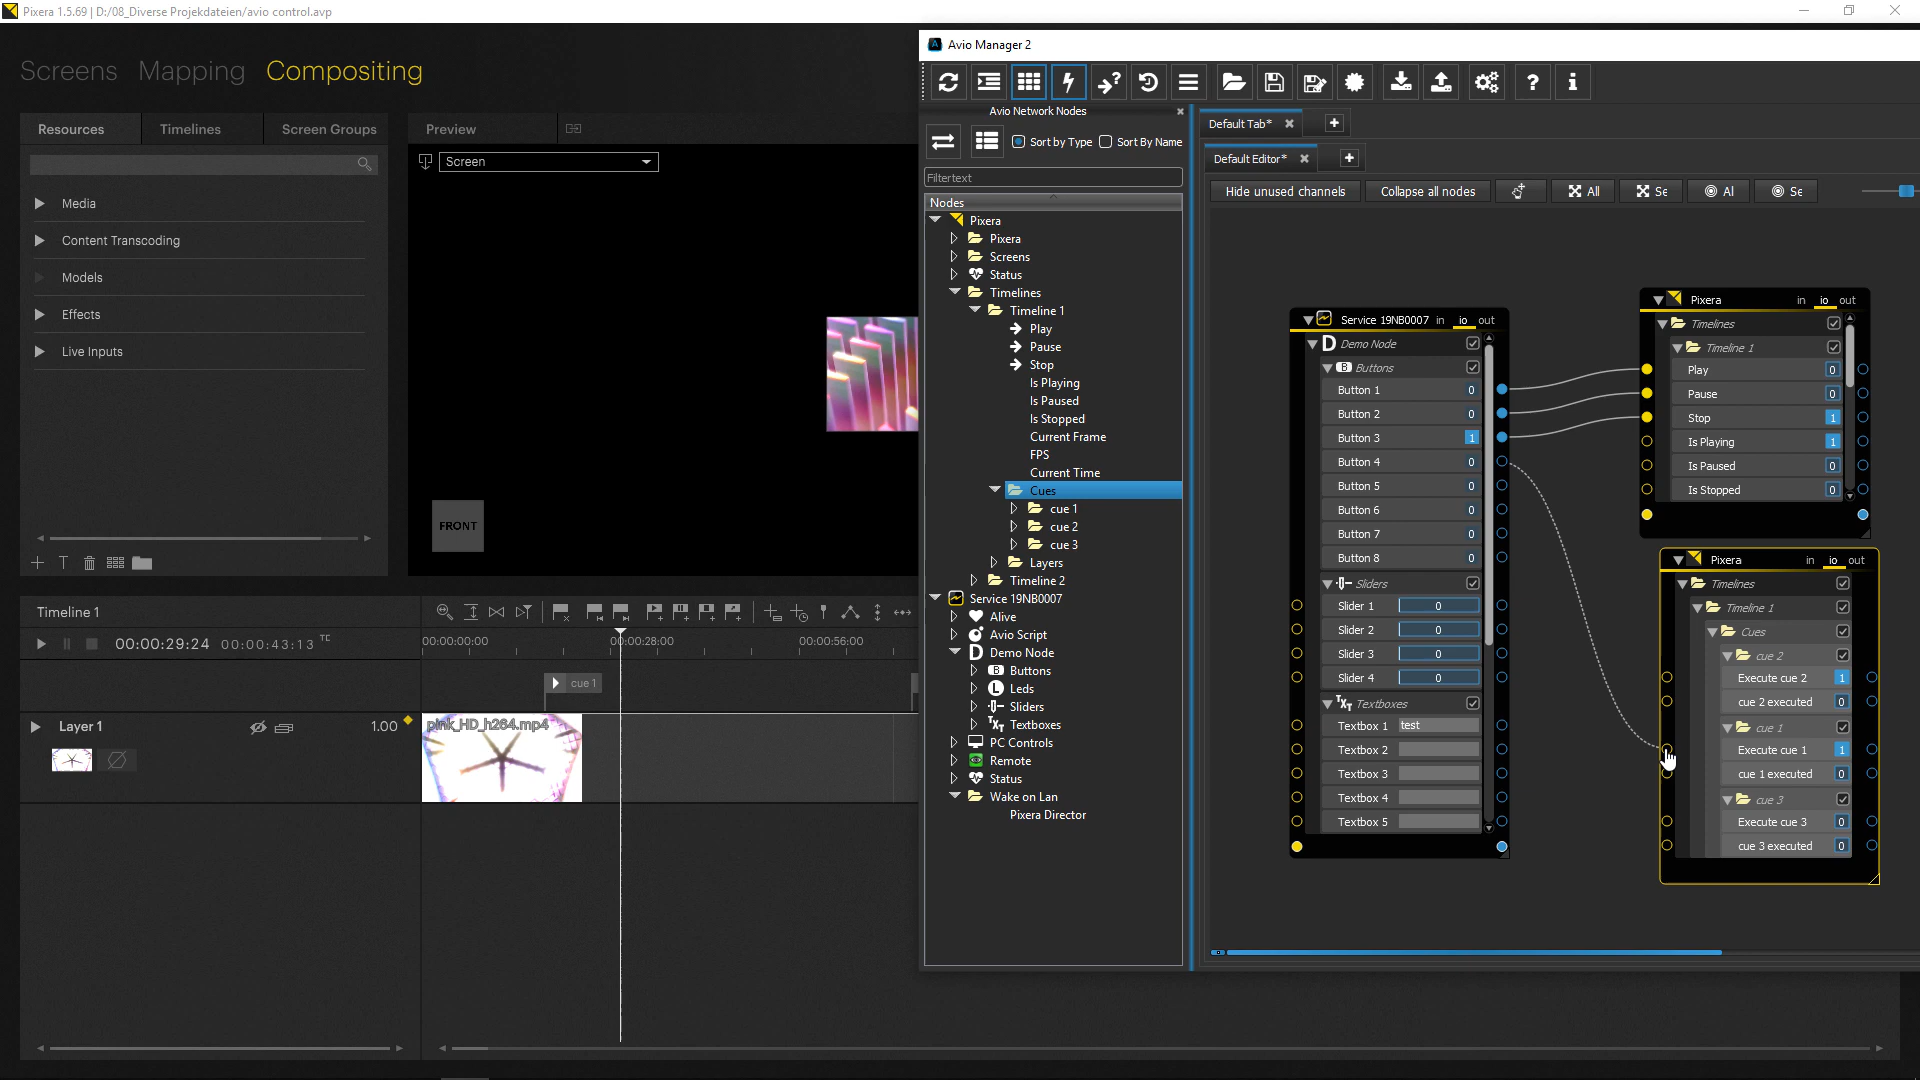 Pixera 1.5.69 | D:/08_Diverse Projekdateien/avio control.avp
Screens Mapping Compositing
Resources Timelines Screen Groups
Media
Content Transcoding
Models
Effects
Live Inputs
Preview
Screen
FRONT
Timeline 1
00:00:29:24 00:00:43:13 TC
00:00:00:00 00:00:28:00 00:00:56:00
cue 1
Layer 1 1.00
pink_HD_h264.mp4
Avio Manager 2
Avio Network Nodes
Sort by Type Sort By Name
Filtertext
Nodes
Pixera
Pixera
Screens
Status
Timelines
Timeline 1
Play
Pause
Stop
Is Playing
Is Paused
Is Stopped
Current Frame
FPS
Current Time
Cues
cue 1
cue 2
cue 3
Layers
Timeline 2
Service 19NB0007
Alive
Avio Script
Demo Node
Buttons
Leds
Sliders
Textboxes
PC Controls
Remote
Status
Wake on Lan
Pixera Director
Default Tab*
Default Editor*
Hide unused channels Collapse all nodes All Se Al Se
Service 19NB0007 in io out
Demo Node
Buttons
Button 1 0
Button 2 0
Button 3 1
Button 4 0
Button 5 0
Button 6 0
Button 7 0
Button 8 0
Sliders
Slider 1 0
Slider 2 0
Slider 3 0
Slider 4 0
Textboxes
Textbox 1 test
Textbox 2
Textbox 3
Textbox 4
Textbox 5
Pixera in io out
Timelines
Timeline 1
Play 0
Pause 0
Stop 1
Is Playing 1
Is Paused 0
Is Stopped 0
Pixera in io out
Timelines
Timeline 1
Cues
cue 2
Execute cue 2 1
cue 2 executed 0
cue 1
Execute cue 1 1
cue 1 executed 0
cue 3
Execute cue 3 0
cue 3 executed 0